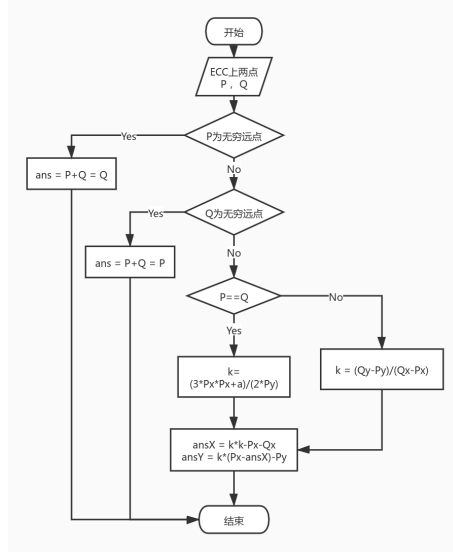 开始
ECC上两点
P， Q
P为无穷远点
Yes
No
ans = P+Q = Q
Q为无穷远点
Yes
No
ans = P+Q = P
P==Q
No
Yes
k=
(3*Px*Px+a)/(2*Py)
k = (Qy-Py)/(Qx-Px)
ansX = k*k-Px-Qx
ansY = k*(Px-ansX)-Py
结束